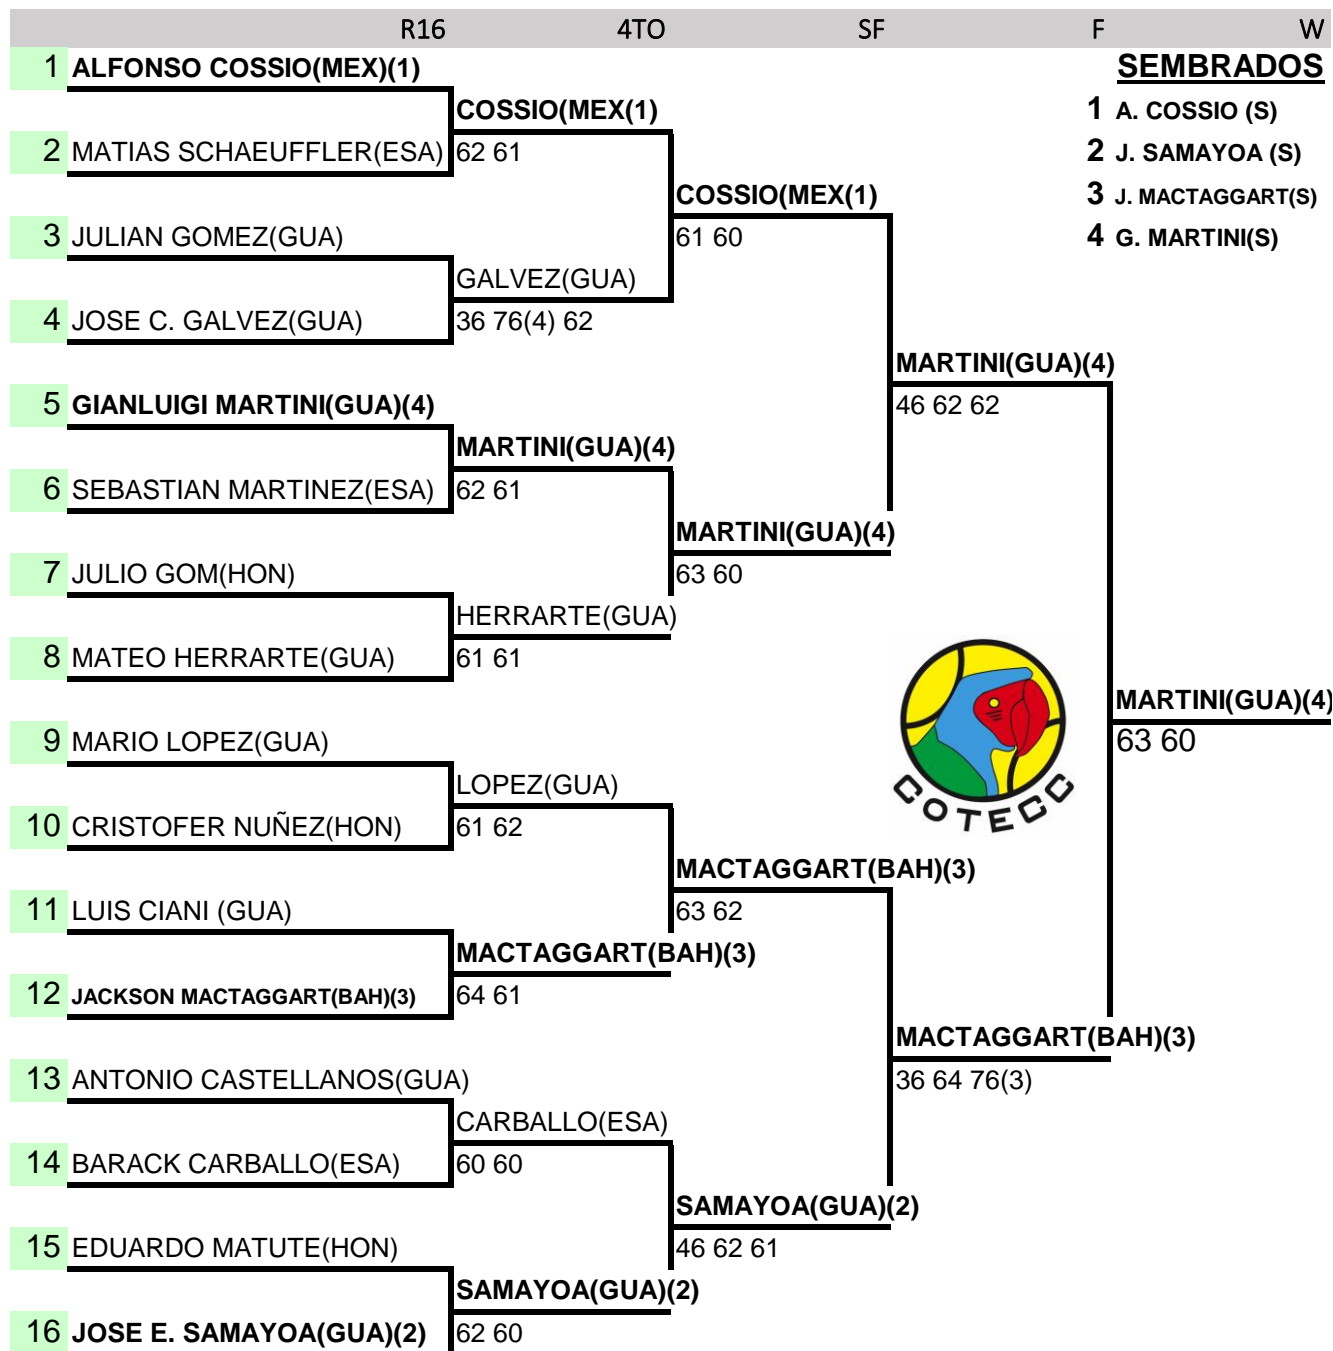 R16 4TO SF F W
1 ALFONSO COSSIO(MEX)(1) SEMBRADOS
COSSIO(MEX(1) 1 A. COSSIO (S)
2 MATIAS SCHAEUFFLER(ESA) 62 61 2 J. SAMAYOA (S)
COSSIO(MEX(1) 3 J. MACTAGGART(S)
3 JULIAN GOMEZ(GUA) 61 60 4 G. MARTINI(S)
GALVEZ(GUA)
4 JOSE C. GALVEZ(GUA) 36 76(4) 62
MARTINI(GUA)(4)
5 GIANLUIGI MARTINI(GUA)(4) 46 62 62
MARTINI(GUA)(4)
6 SEBASTIAN MARTINEZ(ESA) 62 61
MARTINI(GUA)(4)
7 JULIO GOM(HON) 63 60
HERRARTE(GUA)
8 MATEO HERRARTE(GUA) 61 61
MARTINI(GUA)(4)
9 MARIO LOPEZ(GUA) 63 60
LOPEZ(GUA) COTECC
10 CRISTOFER NUÑEZ(HON) 61 62
MACTAGGART(BAH)(3)
11 LUIS CIANI (GUA) 63 62
MACTAGGART(BAH)(3)
12 JACKSON MACTAGGART(BAH)(3) 64 61
MACTAGGART(BAH)(3)
13 ANTONIO CASTELLANOS(GUA) 36 64 76(3)
CARBALLO(ESA)
14 BARACK CARBALLO(ESA) 60 60
SAMAYOA(GUA)(2)
15 EDUARDO MATUTE(HON) 46 62 61
SAMAYOA(GUA)(2)
16 JOSE E. SAMAYOA(GUA)(2) 62 60